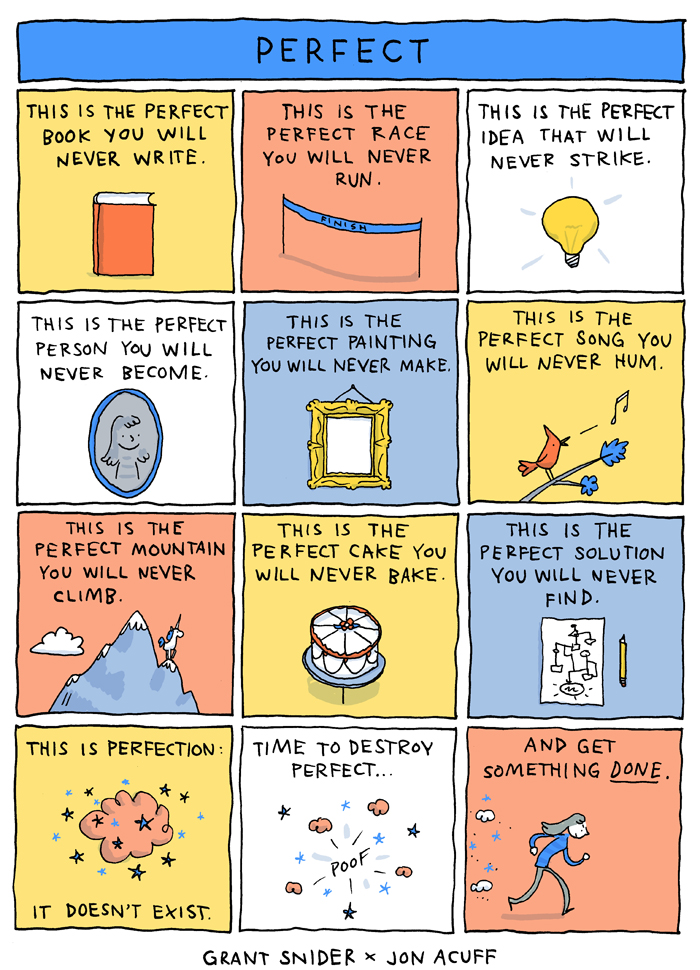 PERFECT
THIS IS THE PERFECT
BOOK YOU WILL
NEVER WRITE.
THIS IS THE
PERFECT RACE
YOU WILL NEVER
RUN.
FINISH
THIS IS THE PERFECT
IDEA THAT WILL
NEVER STRIKE.
THIS IS THE PERFECT
PERSON YOU WILL
NEVER BECOME.
THIS IS THE
PERFECT PAINTING
YOU WILL NEVER MAKE.
THIS IS THE
PERFECT SONG YOU
WILL NEVER HUM.
THIS IS THE
PERFECT MOUNTAIN
YOU WILL NEVER
CLIMB.
THIS IS THE
PERFECT CAKE YOU
WILL NEVER BAKE.
THIS IS THE
PERFECT SOLUTION
YOU WILL NEVER
FIND.
THIS IS PERFECTION:
IT DOESN'T EXIST.
TIME TO DESTROY
PERFECT...
POOF
AND GET
SOMETHING DONE.
GRANT SNIDER × JON ACUFF